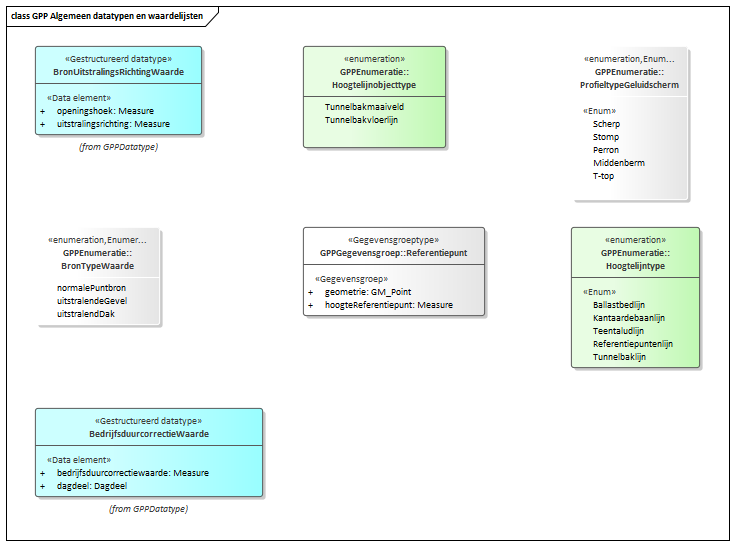 class GPP Algemeen datatypen en waardelijsten
«Gestructureerd datatype»
BronUitstralingsRichtingWaarde
«Data element»
+ openingshoek: Measure
+ uitstralingsrichting: Measure
(from GPPDatatype)
«enumeration»
GPPEnumeratie::
Hoogtelijnobjecttype
Tunnelbakmaaiveld
Tunnelbakvloerlijn
«enumeration,Enum...
GPPEnumeratie::
ProfieltypeGeluidscherm
«Enum»
Scherp
Stomp
Perron
Middenberm
T-top
«enumeration,Enumer...
GPPEnumeratie::
BronTypeWaarde
normalePuntbron
uitstralendeGevel
uitstralendDak
«Gegevensgroeptype»
GPPGegevensgroep::Referentiepunt
«Gegevensgroep»
+ geometrie: GM_Point
+ hoogteReferentiepunt: Measure
«enumeration»
GPPEnumeratie::
Hoogtelijntype
«Enum»
Ballastbedlijn
Kantaardebaanlijn
Teentaludlijn
Referentiepuntenlijn
Tunnelbaklijn
«Gestructureerd datatype»
BedrijfsduurcorrectieWaarde
«Data element»
+ bedrijfsduurcorrectiewaarde: Measure
+ dagdeel: Dagdeel
(from GPPDatatype)